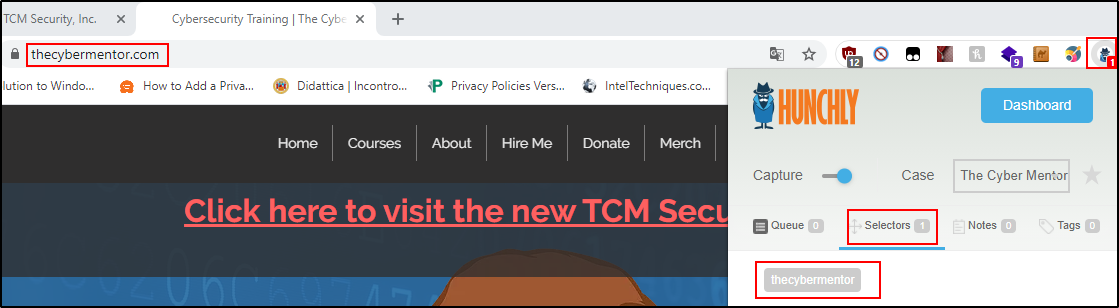 TCM Security, Inc.
Cybersecurity Training | The Cybe
thecybermentor.com
12
9
1
lution to Windo...
How to Add a Priva...
Didattica | Incontro...
Privacy Policies Vers...
IntelTechniques.co...
HUNCHLY
Dashboard
Home
Courses
About
Hire Me
Donate
Merch
Capture
Case
The Cyber Mentor
Click here to visit the new TCM Secu
Queue 0
Selectors 1
Notes 0
Tags 0
thecybermentor